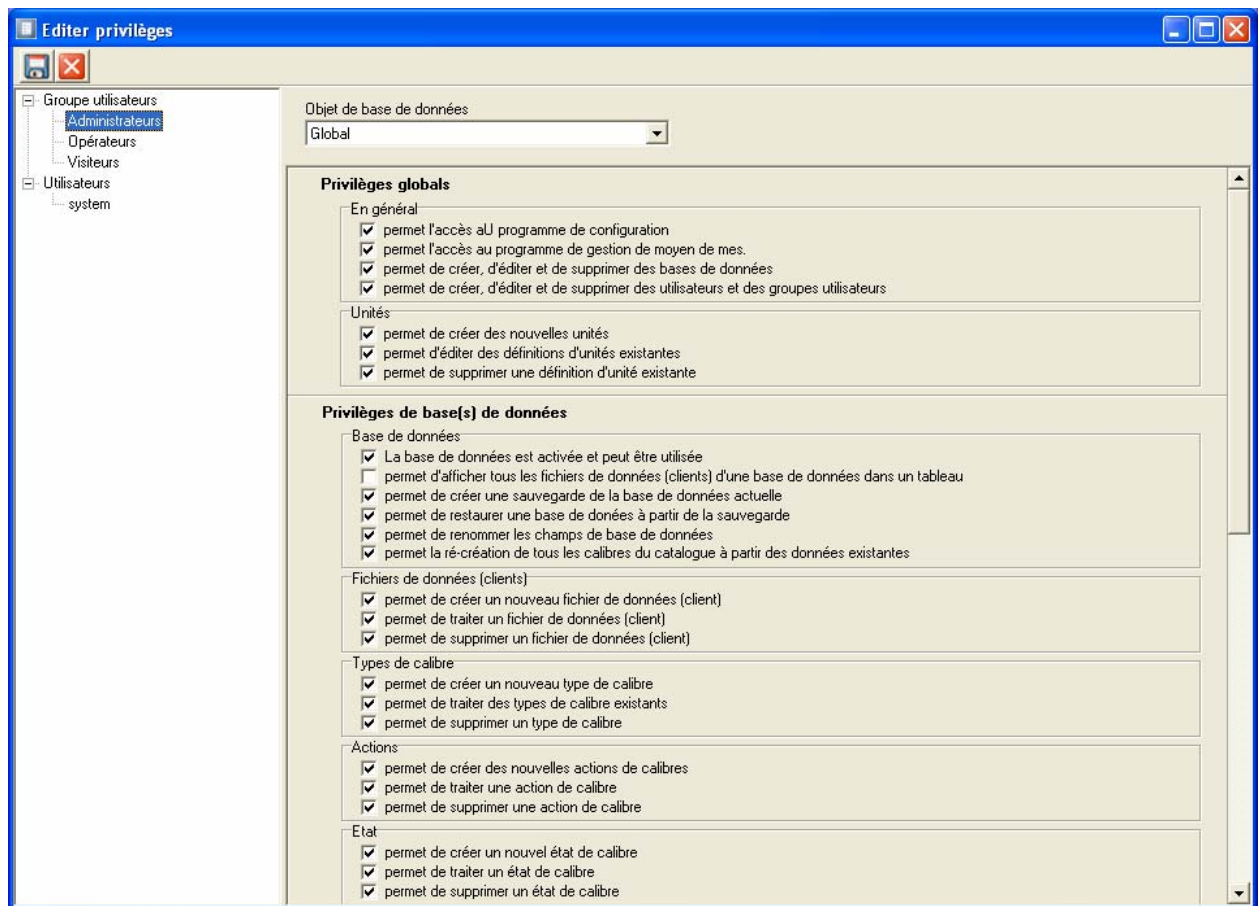 Editer privilèges
Groupe utilisateurs
Administrateurs
Opérateurs
Visiteurs
Utilisateurs
system
Objet de base de données
Global
Privilèges globals
En général
permet l'accès aU programme de configuration
permet l'accès au programme de gestion de moyen de mes.
permet de créer, d'éditer et de supprimer des bases de données
permet de créer, d'éditer et de supprimer des utilisateurs et des groupes utilisateurs
Unités
permet de créer des nouvelles unités
permet d'éditer des définitions d'unités existantes
permet de supprimer une définition d'unité existante
Privilèges de base(s) de données
Base de données
La base de données est activée et peut être utilisée
permet d'afficher tous les fichiers de données (clients) d'une base de données dans un tableau
permet de créer une sauvegarde de la base de données actuelle
permet de restaurer une base de donées à partir de la sauvegarde
permet de renommer les champs de base de données
permet la ré-création de tous les calibres du catalogue à partir des données existantes
Fichiers de données (clients)
permet de créer un nouveau fichier de données (client)
permet de traiter un fichier de données (client)
permet de supprimer un fichier de données (client)
Types de calibre
permet de créer un nouveau type de calibre
permet de traiter des types de calibre existants
permet de supprimer un type de calibre
Actions
permet de créer des nouvelles actions de calibres
permet de traiter une action de calibre
permet de supprimer une action de calibre
Etat
permet de créer un nouvel état de calibre
permet de traiter un état de calibre
permet de supprimer un état de calibre